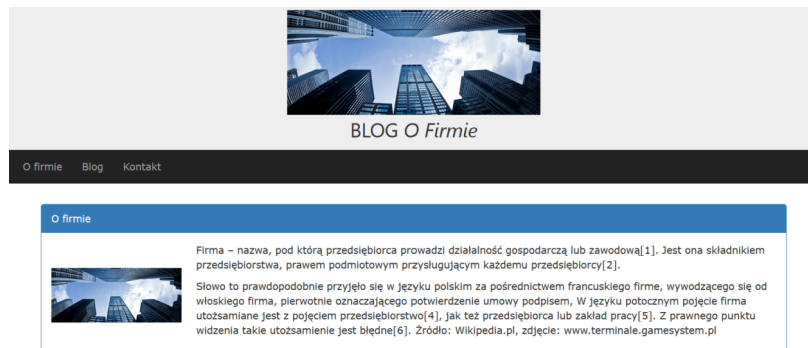 BLOG O Firmie
O firmie Blog Kontakt
O firmie
Firma – nazwa, pod którą przedsiębiorca prowadzi działalność gospodarczą lub zawodową[1]. Jest ona składnikiem
przedsiębiorstwa, prawem podmiotowym przysługującym każdemu przedsiębiorcy[2].
Słowo to prawdopodobnie przyjęło się w języku polskim za pośrednictwem francuskiego firme, wywodzącego się od
włoskiego firma, pierwotnie oznaczającego potwierdzenie umowy podpisem, W języku potocznym pojęcie firma
utożsamiane jest z pojęciem przedsiębiorstwo[4], jak też przedsiębiorca lub zakład pracy[5]. Z prawnego punktu
widzenia takie utożsamienie jest błędne[6]. Źródło: Wikipedia.pl, zdjęcie: www.terminale.gamesystem.pl